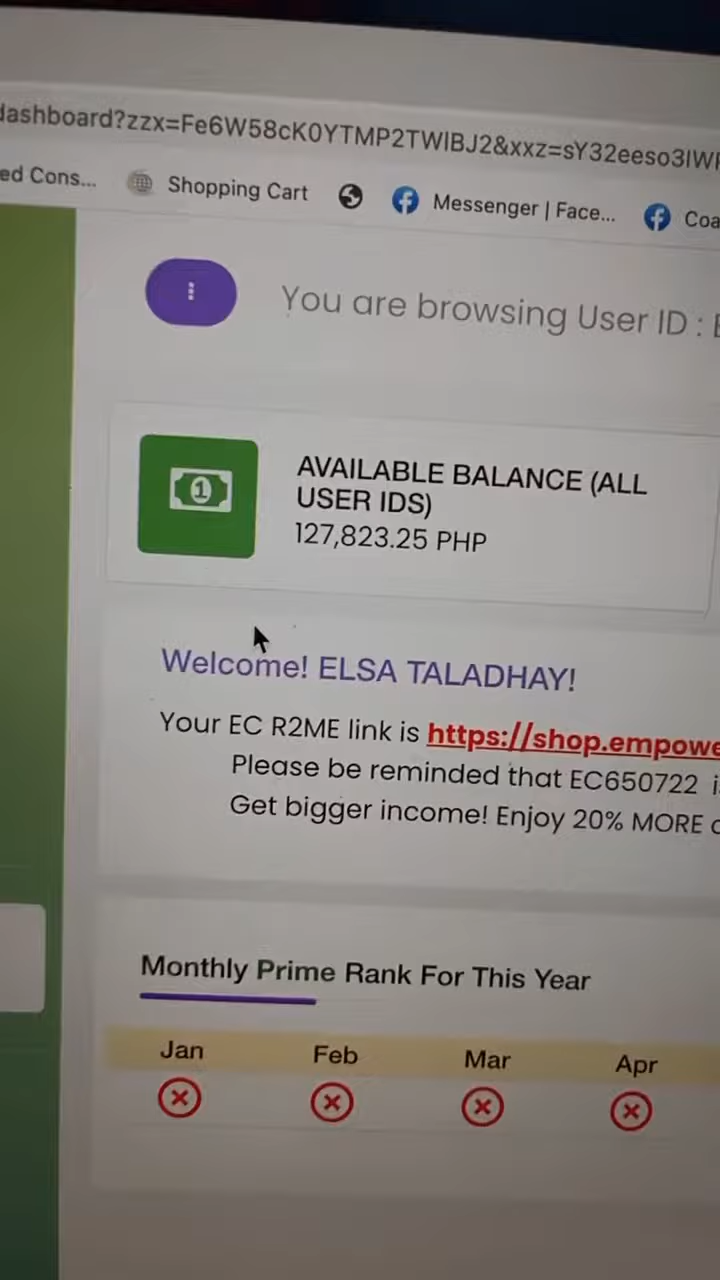 dashboard?zzx=Fe6W58cK0YTMP2TWIBJ2&xxz=sY32eeso3IW
ed Cons... Shopping Cart Messenger | Face... Coa
You are browsing User ID :
AVAILABLE BALANCE (ALL
USER IDS)
127,823.25 PHP
Welcome! ELSA TALADHAY!
Your EC R2ME link is https://shop.empowe
Please be reminded that EC650722
Get bigger income! Enjoy 20% MORE
Monthly Prime Rank For This Year
Jan Feb Mar Apr